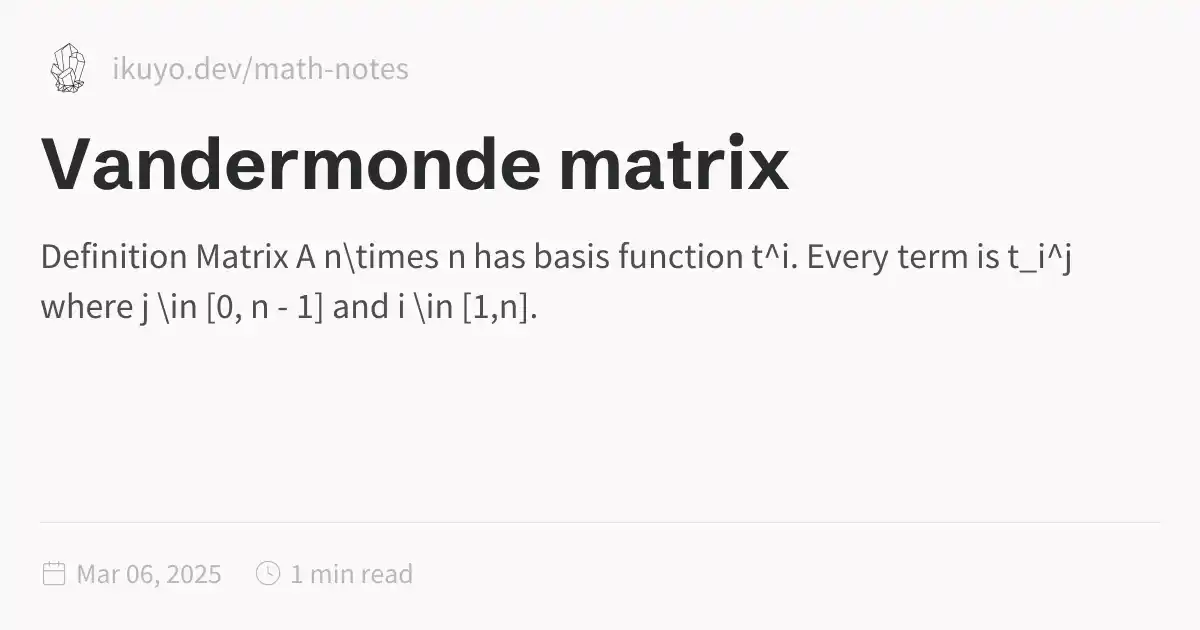 ikuyo.dev/math-notes
Vandermonde matrix
Definition Matrix A n\times n has basis function t^i. Every term is t_i^j
where j \in [0, n - 1] and i \in [1,n].
Mar 06, 2025 1 min read